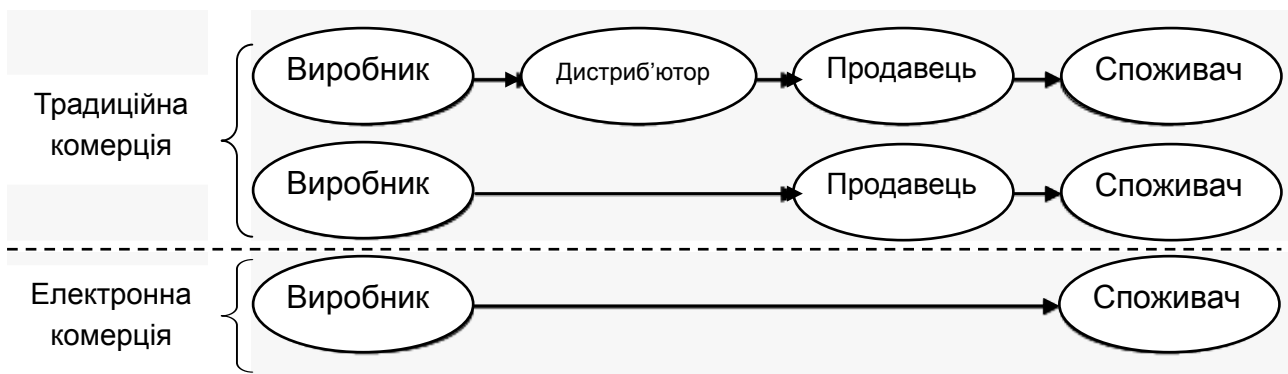 Виробник
Дистриб’ютор
Продавець
Споживач
Традиційна
комерція
Виробник
Продавець
Споживач
Електронна
комерція
Виробник
Споживач